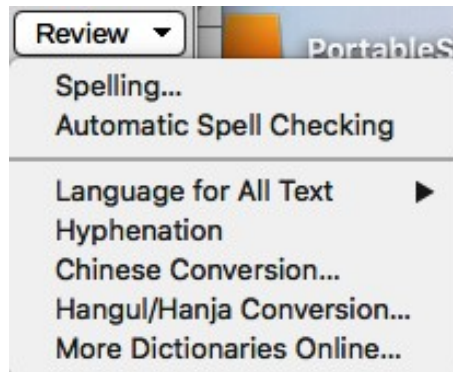 Review
PortableS
Spelling...
Automatic Spell Checking
Language for All Text
Hyphenation
Chinese Conversion...
Hangul/Hanja Conversion...
More Dictionaries Online...